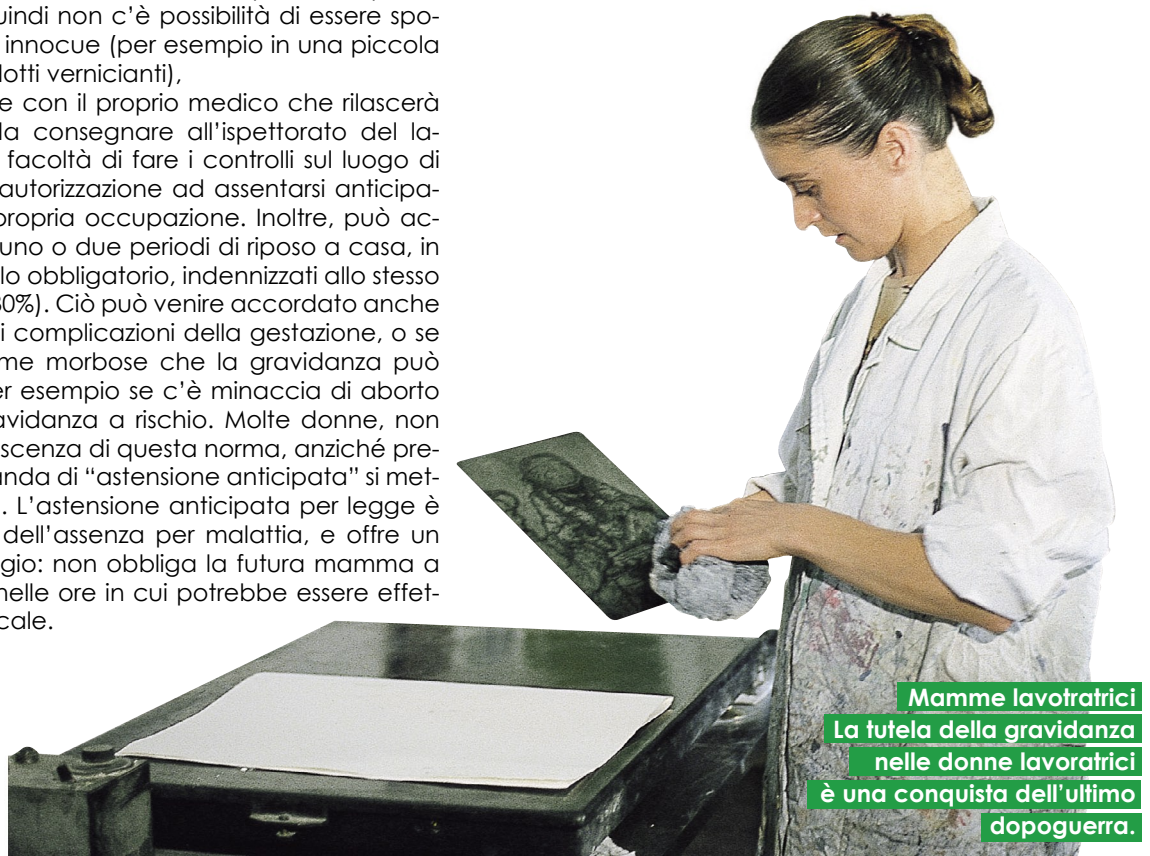 uindi non c'è possibilità di essere spo-
innocue (per esempio in una piccola
lotti vernicianti),
e con il proprio medico che rilascerà
da consegnare all'ispettorato del la-
facoltà di fare i controlli sul luogo di
autorizzazione ad assentarsi anticipa-
propria occupazione. Inoltre, può ac-
uno o due periodi di riposo a casa, in
lo obbligatorio, indennizzati allo stesso
80%). Ciò può venire accordato anche
i complicazioni della gestazione, o se
me morbose che la gravidanza può
er esempio se c'è minaccia di aborto
avidanza a rischio. Molte donne, non
scenza di questa norma, anziché pre-
anda di “astensione anticipata” si met-
. L'astensione anticipata per legge è
dell'assenza per malattia, e offre un
gio: non obbliga la futura mamma a
nelle ore in cui potrebbe essere effet-
cale.
Mamme lavotratrici
La tutela della gravidanza
nelle donne lavoratrici
è una conquista dell'ultimo
dopoguerra.